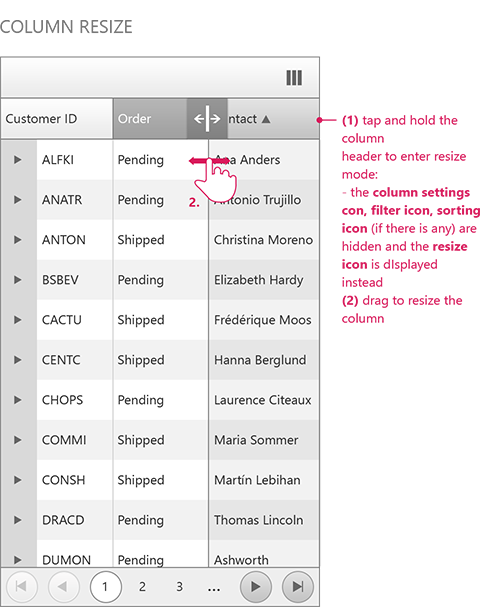 COLUMN RESIZE
Customer ID Order ntact ▲
(1) tap and hold the
column
header to enter resize
mode:
- the column settings
con, filter icon, sorting
icon (if there is any) are
hidden and the resize
icon is dIsplayed
instead
(2) drag to resize the
column
ALFKI Pending Ana Anders
2.
ANATR Pending Antonio Trujillo
ANTON Shipped Christina Moreno
BSBEV Pending Elizabeth Hardy
CACTU Shipped Frédérique Moos
CENTC Shipped Hanna Berglund
CHOPS Pending Laurence Citeaux
COMMI Shipped Maria Sommer
CONSH Shipped Martín Lebihan
DRACD Pending Thomas Lincoln
DUMON Pending Ashworth
1 2 3 ...